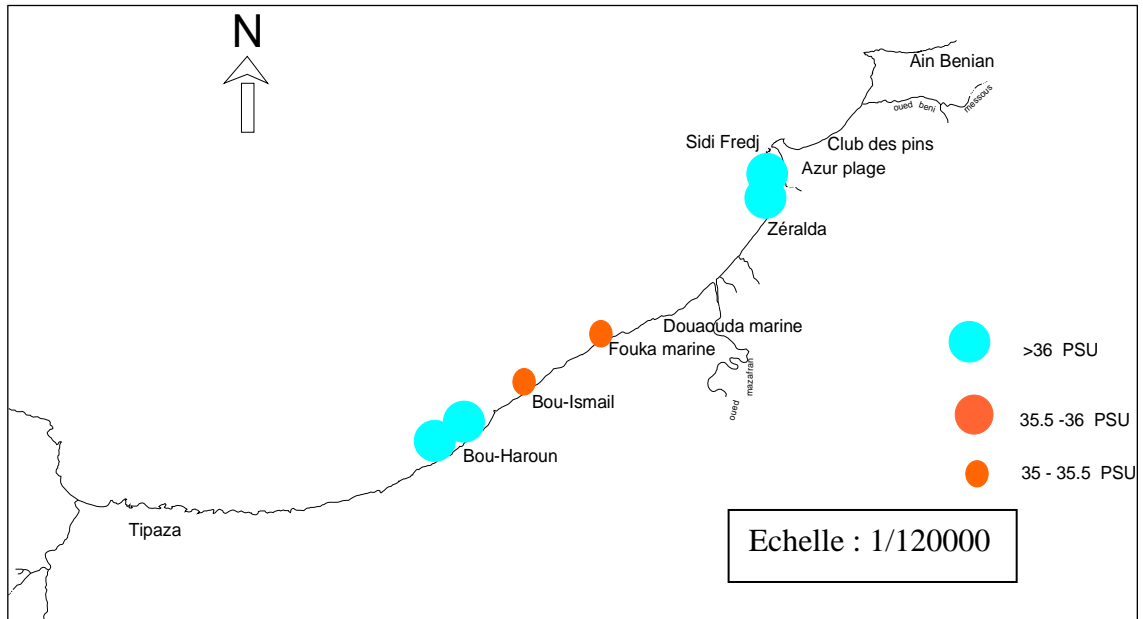 N
Ain Benian
oued beni messous
Sidi Fredj
Club des pins
Azur plage
Zéralda
Douaouda marine
Fouka marine
oued mazafran
Bou-Ismail
Bou-Haroun
Tipaza
>36 PSU
35.5 -36 PSU
35 - 35.5 PSU
Echelle : 1/120000